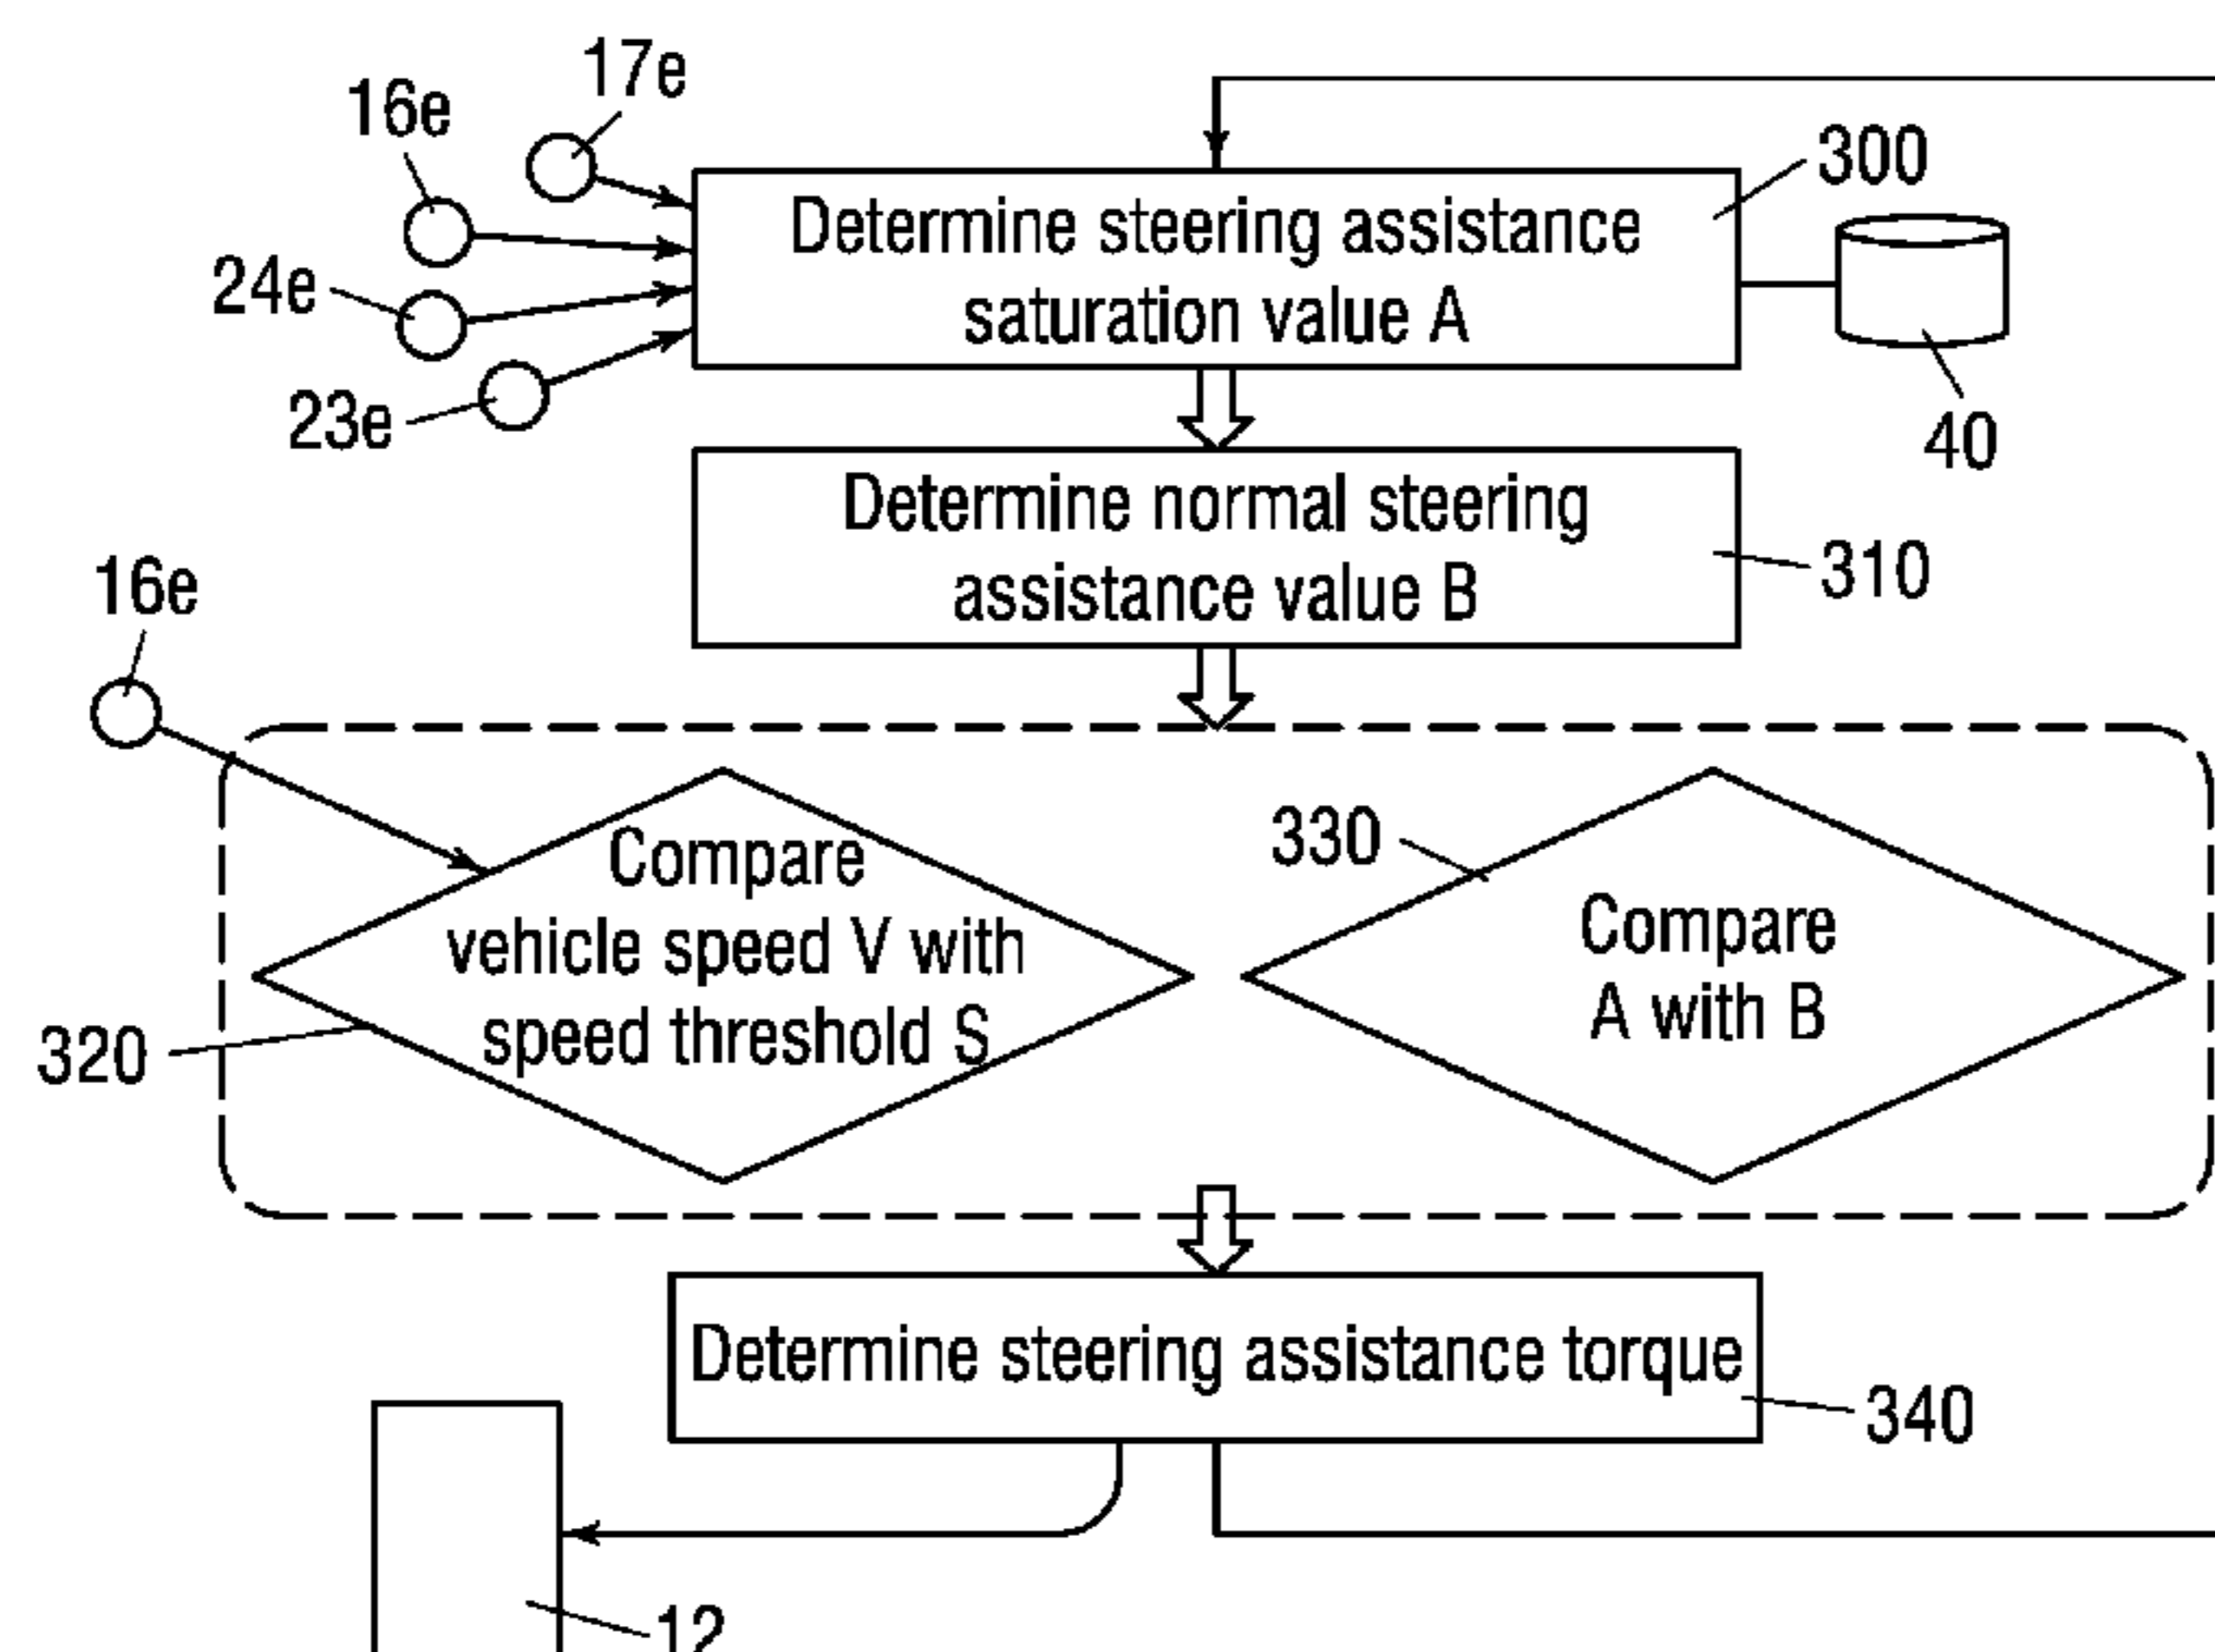 17e
16e
300
Determine steering assistance
saturation value A
24e
23e
40
Determine normal steering
assistance value B
310
16e
330
Compare
vehicle speed V with
speed threshold S
Compare
A with B
320
Determine steering assistance torque
340
12